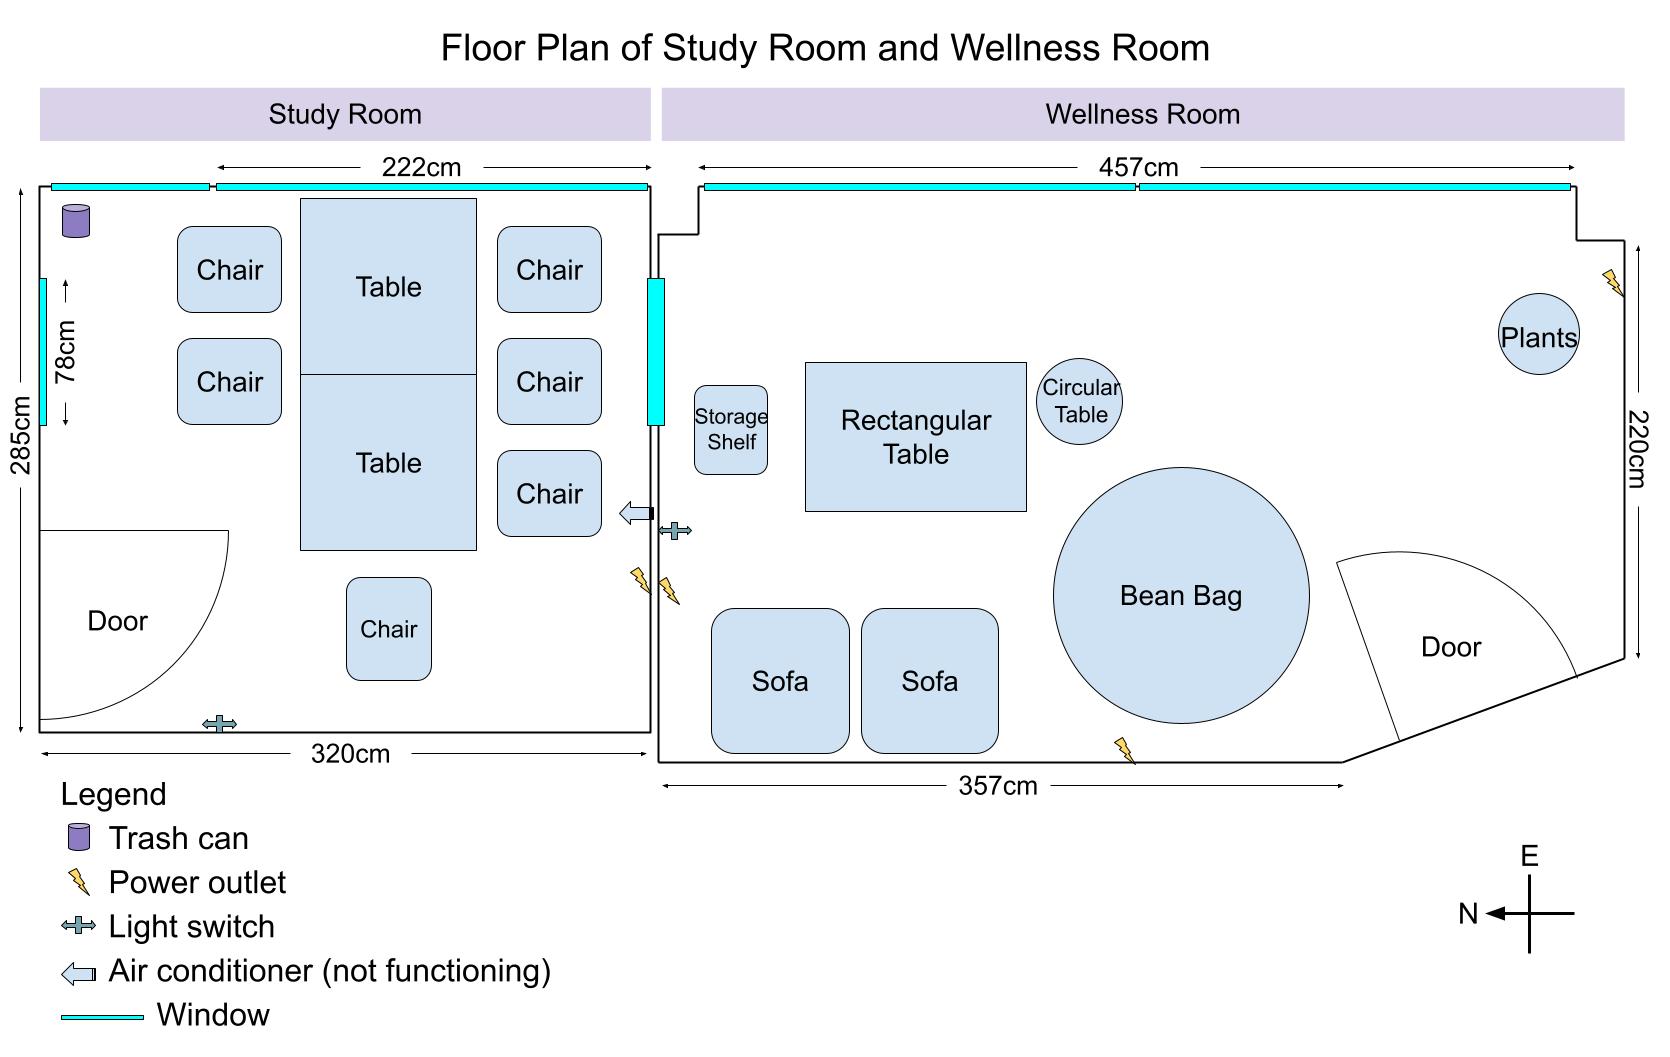 Floor Plan of Study Room and Wellness Room
Study Room
Wellness Room
222cm
457cm
285cm
78cm
Chair
Table
Chair
Chair
Chair
Table
Chair
Door
Chair
320cm
Plants
Storage
Shelf
Rectangular
Table
Circular
Table
220cm
Bean Bag
Door
Sofa
Sofa
357cm
Legend
Trash can
Power outlet
Light switch
Air conditioner (not functioning)
Window
E
N